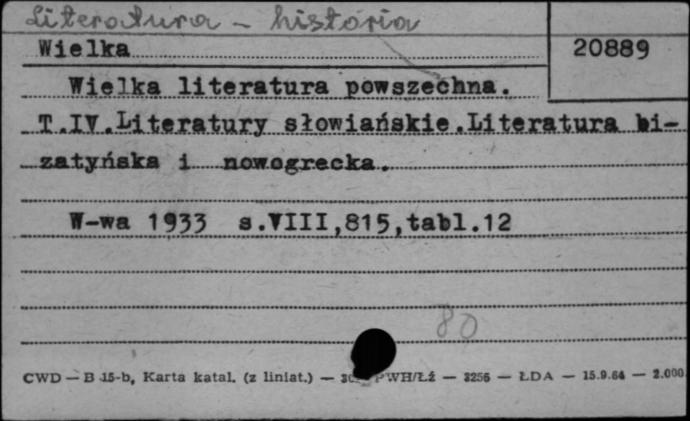 Literatura - historia
Wielka
20889
Wielka literatura powszechna.
T.IV.Literatury słowiańskie.Literatura bi-
zatyńska i nowogrecka.
W-wa 1933 s.VIII,815,tabl.12
80
CWD — B 15-b, Karta katal. (z liniat.) — PWH/Łź — 3256 — ŁDA — 15.9.64 — 2.000